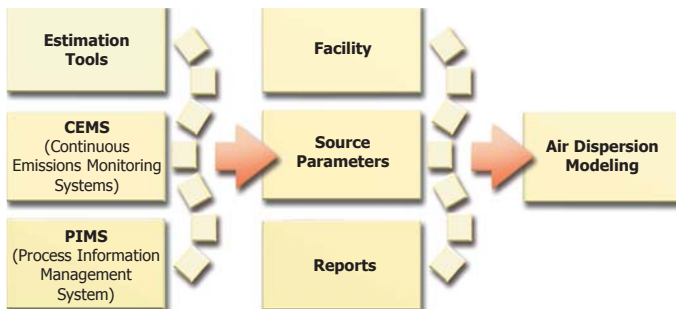 Estimation
Tools
CEMS
(Continuous
Emissions Monitoring
Systems)
PIMS
(Process Information
Management
System)
Facility
Source
Parameters
Reports
Air Dispersion
Modeling